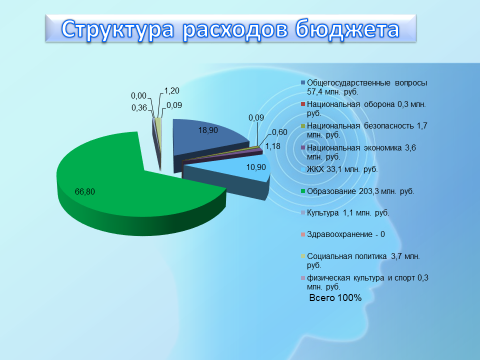 Структура расходов бюджета
0,00
1,20
0,36
0,09
18,90
0,09
0,60
1,18
10,90
66,80
Общегосударственные вопросы
57,4 млн. руб.
Национальная оборона 0,3 млн.
руб.
Национальная безопасность 1,7
млн. руб.
Национальная экономика 3,6
млн. руб.
ЖКХ 33,1 млн. руб.
Образование 203,3 млн. руб.
Культура 1,1 млн. руб.
Здравоохранение - 0
Социальная политика 3,7 млн.
руб.
физическая культура и спорт 0,3
млн. руб.
Всего 100%